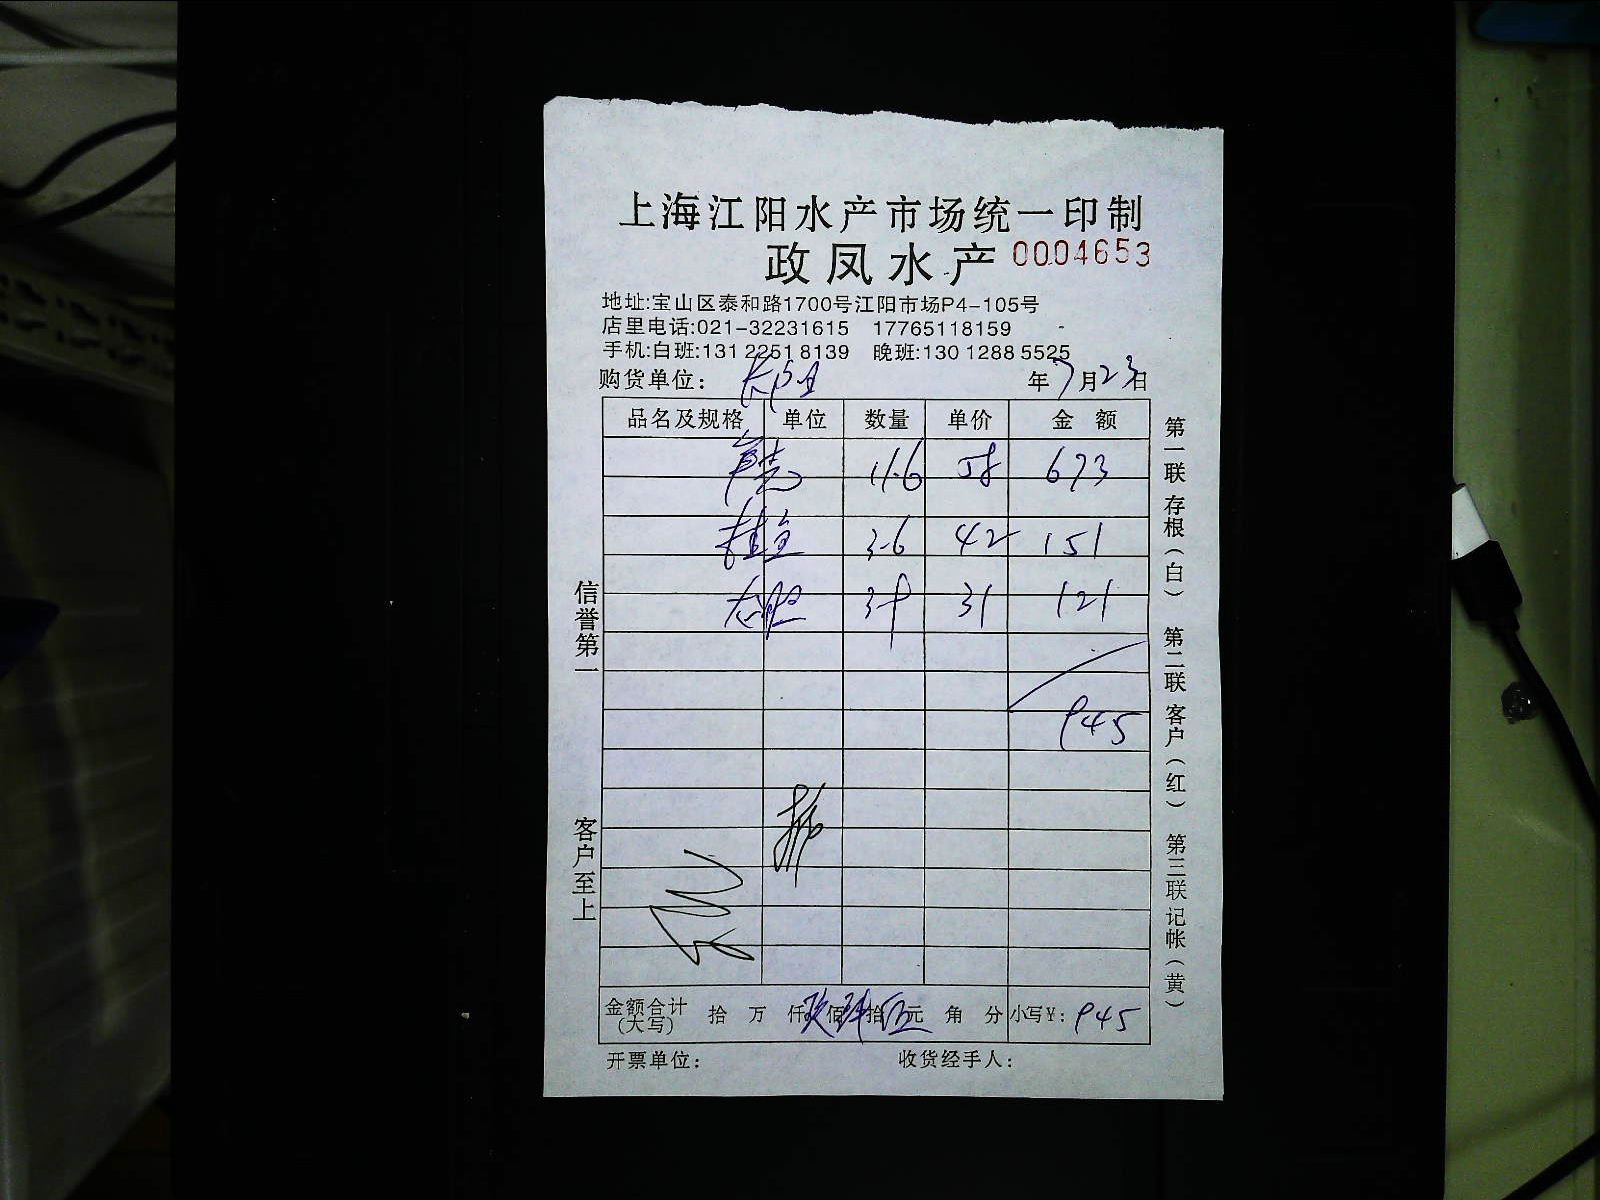 上海江阳水产市场统一印制
政凤水产 0004653
地址:宝山区泰和路1700号江阳市场P4-105号
店里电话:021-32231615 17765118159
手机:白班:131 2251 8139 晚班:130 1288 5525
购货单位: 年7月23日
品名及规格 单位 数量 单价 金额
11.6 58 673
桂鱼 3.6 42 151
3.9 31 121
945
金额合计(大写) 拾 万 仟玖佰肆拾伍元 角 分 小写¥: 945
开票单位: 收货经手人:
信誉第一
客户至上
第一联 存根(白) 第二联 客户(红) 第三联 记帐(黄)